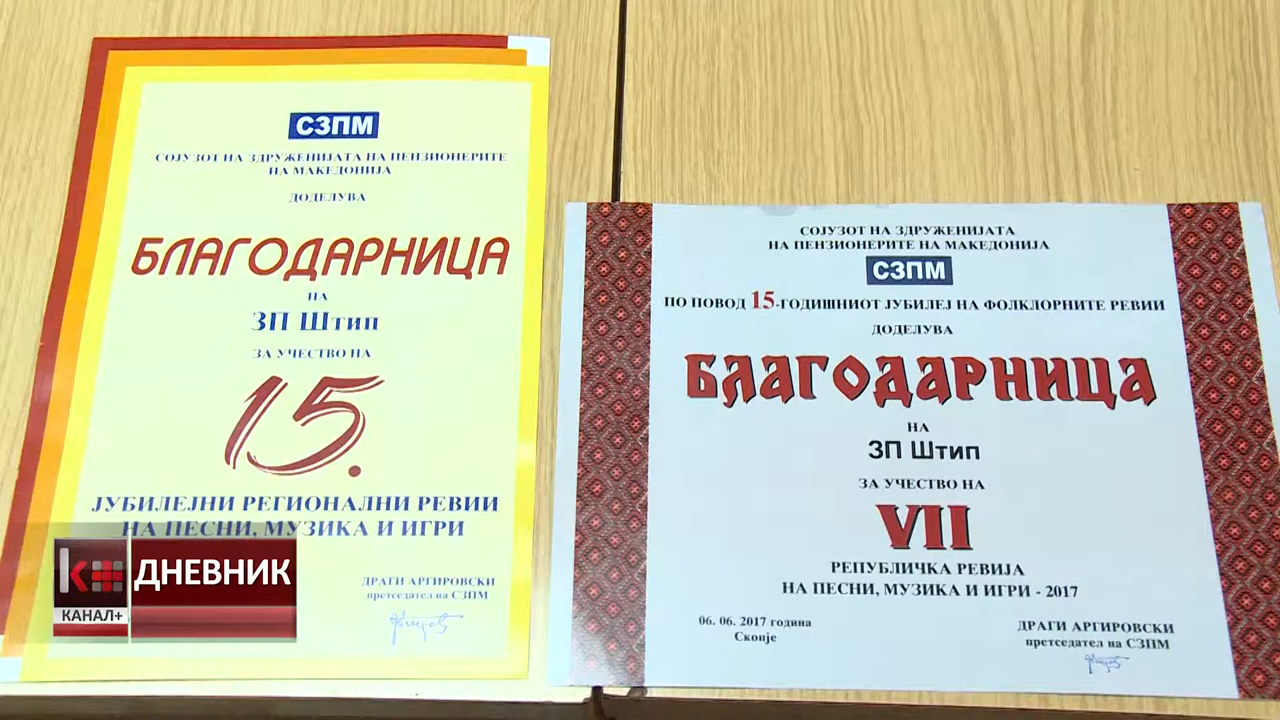 СЗПМ
СОЈУЗОТ НА ЗДРУЖЕНИЈАТА НА ПЕНЗИОНЕРИТЕ
НА МАКЕДОНИЈА
ДОДЕЛУВА
БЛАГОДАРНИЦА
НА
ЗП Штип
ЗА УЧЕСТВО НА
15.
ЈУБИЛЕЈНИ РЕГИОНАЛНИ РЕВИИ
НА ПЕСНИ, МУЗИКА И ИГРИ
ДРАГИ АРГИРОВСКИ
претседател на СЗПМ
СОЈУЗОТ НА ЗДРУЖЕНИЈАТА
НА ПЕНЗИОНЕРИТЕ НА МАКЕДОНИЈА
СЗПМ
ПО ПОВОД 15-ГОДИШНИОТ ЈУБИЛЕЈ НА ФОЛКЛОРНИТЕ РЕВИИ
ДОДЕЛУВА
БЛАГОДАРНИЦА
НА
ЗП Штип
ЗА УЧЕСТВО НА
VII
РЕПУБЛИЧКА РЕВИЈА
НА ПЕСНИ, МУЗИКА И ИГРИ - 2017
06. 06. 2017 година
Скопје
ДРАГИ АРГИРОВСКИ
претседател на СЗПМ
КАНАЛ+
ДНЕВНИК